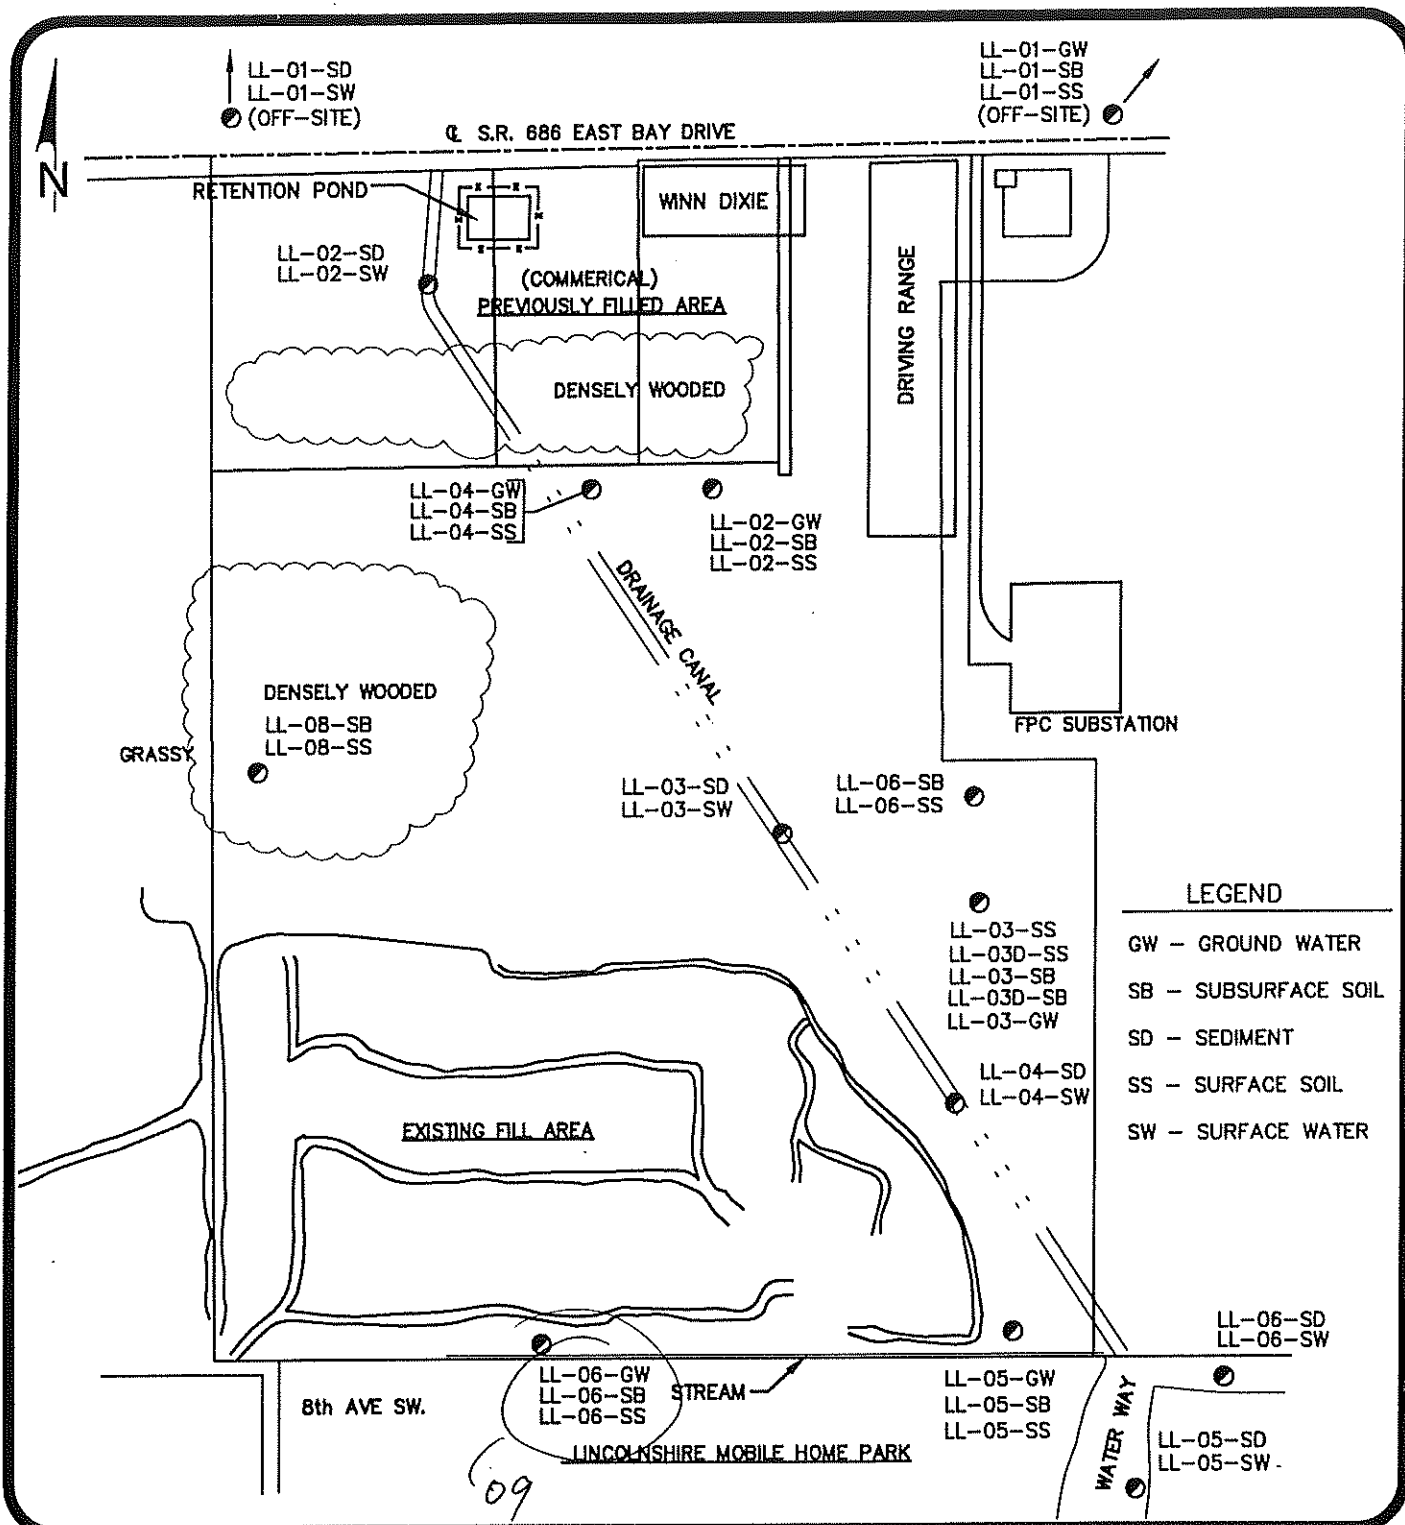 LL-01-SD
LL-01-SW
(OFF-SITE)
LL-01-GW
LL-01-SB
LL-01-SS
(OFF-SITE)
N
℄ S.R. 686 EAST BAY DRIVE
RETENTION POND
WINN DIXIE
LL-02-SD
LL-02-SW
(COMMERICAL)
PREVIOUSLY FILLED AREA
DRIVING RANGE
DENSELY WOODED
LL-04-GW
LL-04-SB
LL-04-SS
LL-02-GW
LL-02-SB
LL-02-SS
DRAINAGE CANAL
DENSELY WOODED
LL-08-SB
LL-08-SS
GRASSY
FPC SUBSTATION
LL-03-SD
LL-03-SW
LL-06-SB
LL-06-SS
LL-03-SS
LL-03D-SS
LL-03-SB
LL-03D-SB
LL-03-GW
LEGEND
GW - GROUND WATER
SB - SUBSURFACE SOIL
SD - SEDIMENT
SS - SURFACE SOIL
SW - SURFACE WATER
LL-04-SD
LL-04-SW
EXISTING FILL AREA
LL-06-SD
LL-06-SW
LL-06-GW
LL-06-SB
LL-06-SS
STREAM
8th AVE SW.
LL-05-GW
LL-05-SB
LL-05-SS
WATER WAY
LL-05-SD
LL-05-SW
LINCOLNSHIRE MOBILE HOME PARK
'09